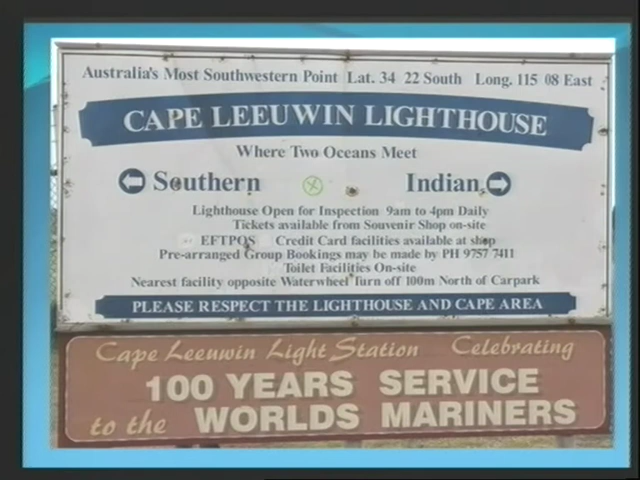 Australia's Most Southwestern Point Lat. 34 22 South Long. 115 08 East
CAPE LEEUWIN LIGHTHOUSE
Where Two Oceans Meet
Southern Indian
Lighthouse Open for Inspection 9am to 4pm Daily
Tickets available from Souvenir Shop on-site
EFTPOS Credit Card facilities available at shop
Pre-arranged Group Bookings may be made by PH 9757 7411
Toilet Facilities On-site
Nearest facility opposite Waterwheel Turn off 100m North of Carpark
PLEASE RESPECT THE LIGHTHOUSE AND CAPE AREA
Cape Leeuwin Light Station Celebrating
100 YEARS SERVICE
to the WORLDS MARINERS